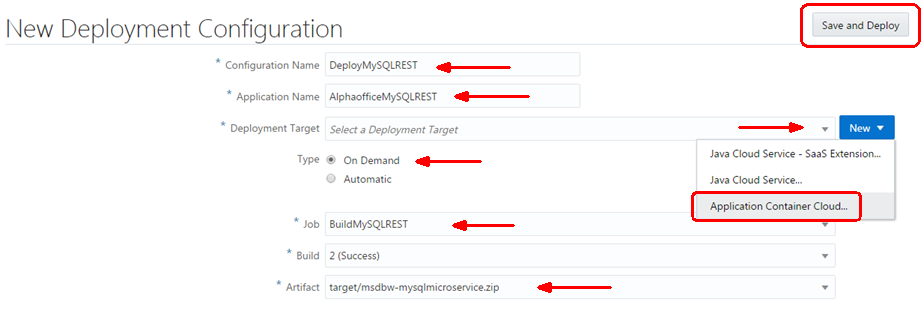 New Deployment Configuration
Save and Deploy
* Configuration Name DeployMySQLREST
* Application Name AlphaofficeMySQLREST
* Deployment Target Select a Deployment Target New
Java Cloud Service - SaaS Extension...
Java Cloud Service...
Application Container Cloud...
Type On Demand
Automatic
* Job BuildMySQLREST
* Build 2 (Success)
* Artifact target/msdbw-mysqlmicroservice.zip